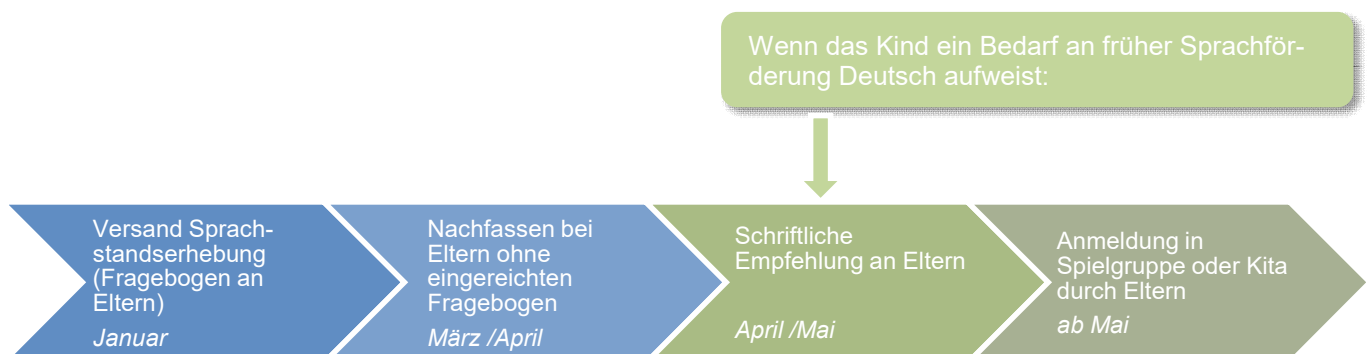 Wenn das Kind ein Bedarf an früher Sprachför-
derung Deutsch aufweist:
Versand Sprach-
standserhebung
(Fragebogen an
Eltern)
Januar
Nachfassen bei
Eltern ohne
eingereichten
Fragebogen
März /April
Schriftliche
Empfehlung an Eltern
April /Mai
Anmeldung in
Spielgruppe oder Kita
durch Eltern
ab Mai